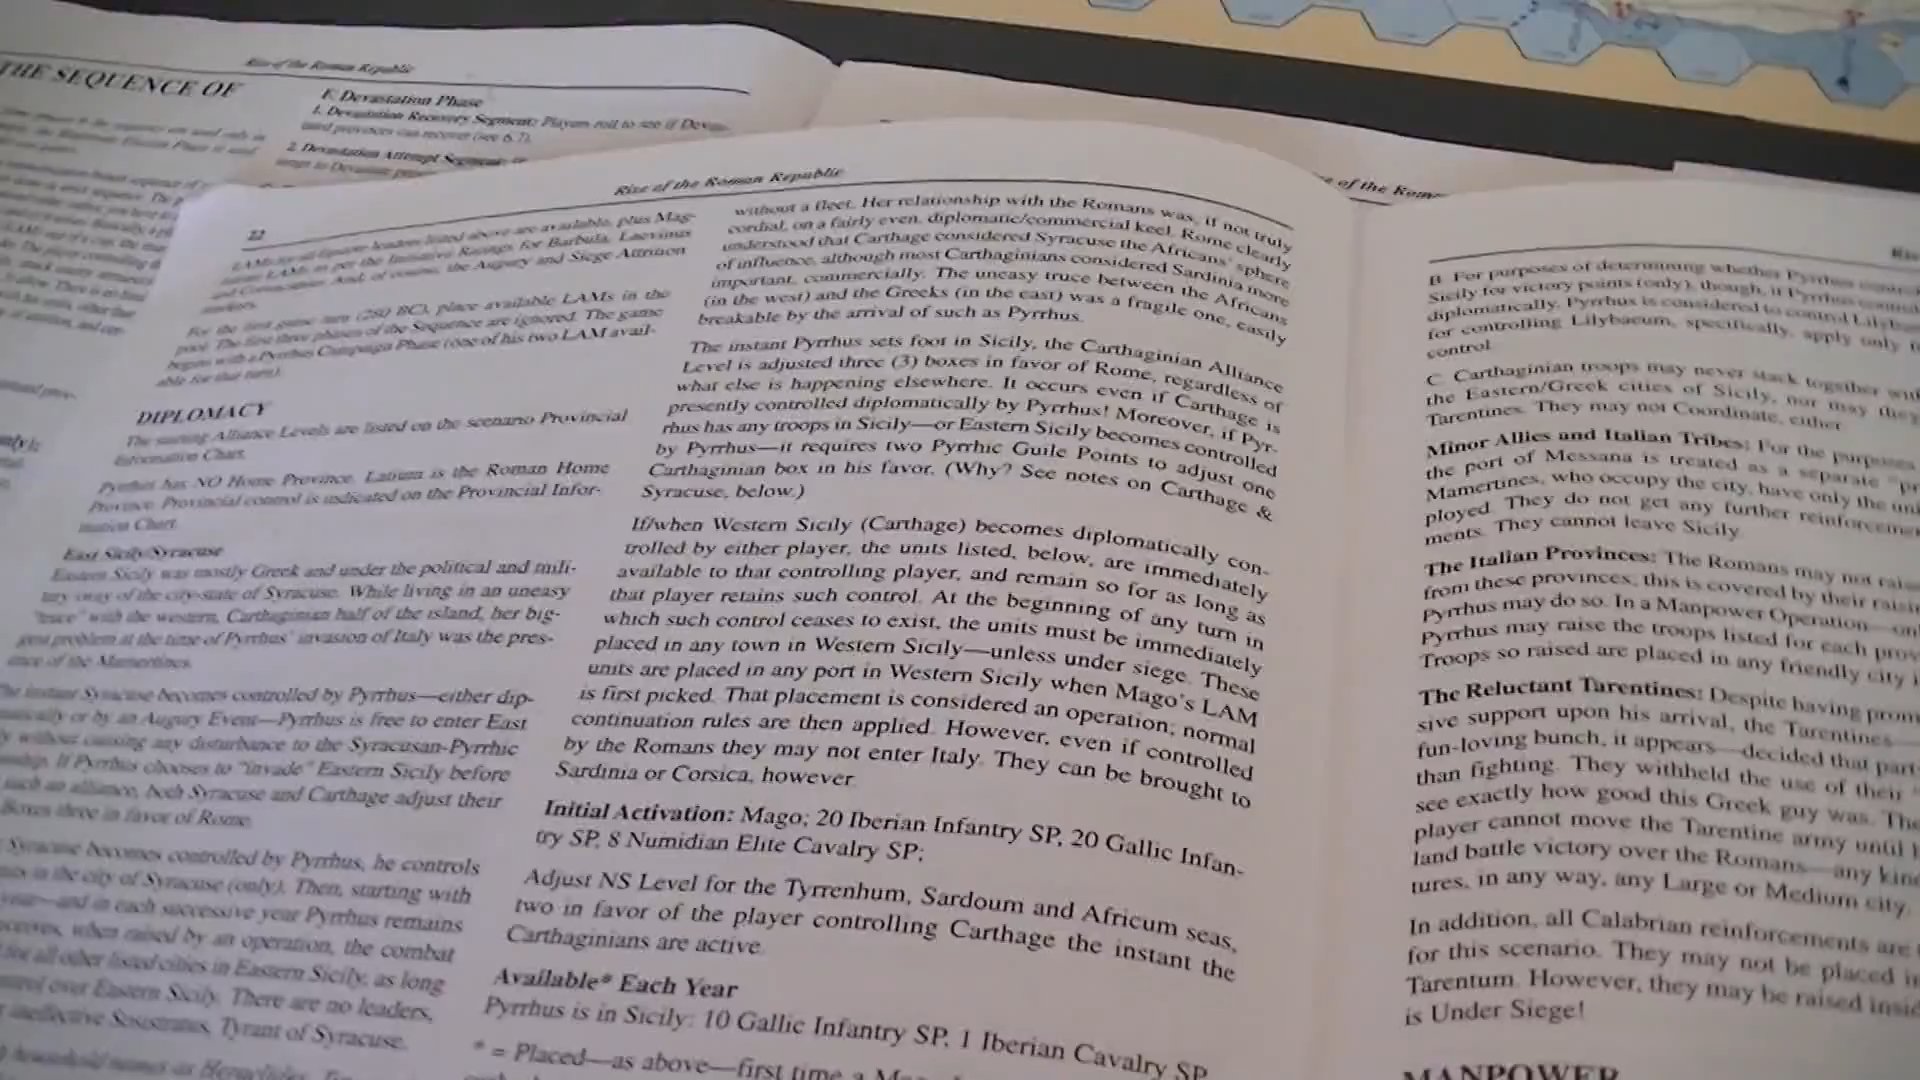 THE SEQUENCE OF
Rise of the Roman Republic
F. Devastation Phase
1. Devastation Recovery Segment: Players roll to see if Devas-
tated provinces can recover (see 6.7).
2. Devastation Attempt Segment:
22
Rise of the Roman Republic
LAMs for all listed above are available, plus Mag-
LAMs as per the Initiative Ratings, for Barbula, Laevinus
and Coruncanius. And, of course, the Augury and Siege Attrition
markers.
For the first game turn (280 BC), place available LAMs in the
pool. The first three phases of the Sequence are ignored. The game
begins with a Pyrrhus Campaign Phase (one of his two LAM avail-
able for that turn).
DIPLOMACY
The starting Alliance Levels are listed on the scenario Provincial
Information Chart.
Pyrrhus has NO Home Province. Latium is the Roman Home
Province. Provincial control is indicated on the Provincial Infor-
mation Chart.
East Sicily/Syracuse
Eastern Sicily was mostly Greek and under the political and mili-
tary sway of the city-state of Syracuse. While living in an uneasy
"truce" with the western, Carthaginian half of the island, her big-
gest problem at the time of Pyrrhus' invasion of Italy was the pres-
ence of the Mamertines.
The instant Syracuse becomes controlled by Pyrrhus—either dip-
or by an Augury Event—Pyrrhus is free to enter East
without causing any disturbance to the Syracusan-Pyrrhic
If Pyrrhus chooses to "invade" Eastern Sicily before
such an alliance, both Syracuse and Carthage adjust their
Boxes three in favor of Rome.
Syracuse becomes controlled by Pyrrhus, he controls
in the city of Syracuse (only). Then, starting with
year—and in each successive year Pyrrhus remains
when raised by an operation, the combat
for all other listed cities in Eastern Sicily, as long
control over Eastern Sicily. There are no leaders,
ineffective Sosistratus, Tyrant of Syracuse.
household names as
without a fleet. Her relationship with the Romans was, if not truly
cordial, on a fairly even, diplomatic/commercial keel. Rome clearly
understood that Carthage considered Syracuse the Africans' sphere
of influence, although most Carthaginians considered Sardinia more
important, commercially. The uneasy truce between the Africans
(in the west) and the Greeks (in the east) was a fragile one, easily
breakable by the arrival of such as Pyrrhus.
The instant Pyrrhus sets foot in Sicily, the Carthaginian Alliance
Level is adjusted three (3) boxes in favor of Rome, regardless of
what else is happening elsewhere. It occurs even if Carthage is
presently controlled diplomatically by Pyrrhus! Moreover, if Pyr-
rhus has any troops in Sicily—or Eastern Sicily becomes controlled
by Pyrrhus—it requires two Pyrrhic Guile Points to adjust one
Carthaginian box in his favor. (Why? See notes on Carthage &
Syracuse, below.)
If/when Western Sicily (Carthage) becomes diplomatically con-
trolled by either player, the units listed, below, are immediately
available to that controlling player, and remain so for as long as
that player retains such control. At the beginning of any turn in
which such control ceases to exist, the units must be immediately
placed in any town in Western Sicily—unless under siege. These
units are placed in any port in Western Sicily when Mago's LAM
is first picked. That placement is considered an operation; normal
continuation rules are then applied. However, even if controlled
by the Romans they may not enter Italy. They can be brought to
Sardinia or Corsica, however.
Initial Activation: Mago; 20 Iberian Infantry SP, 20 Gallic Infan-
try SP, 8 Numidian Elite Cavalry SP;
Adjust NS Level for the Tyrrenhum, Sardoum and Africum seas,
two in favor of the player controlling Carthage the instant the
Carthaginians are active.
Available* Each Year
Pyrrhus is in Sicily: 10 Gallic Infantry SP, 1 Iberian Cavalry SP
* = Placed—as above—first time a
of the Rom
B. For purposes of determining whether Pyrrhus
Sicily for victory points (only), though, if Pyrrhus
diplomatically. Pyrrhus is considered to control
for controlling Lilybaeum, specifically, apply only
control.
C. Carthaginian troops may never stack together
the Eastern/Greek cities of Sicily, nor may they
Tarentines. They may not Coordinate, either.
Minor Allies and Italian Tribes: For the purposes
the port of Messana is treated as a separate
Mamertines, who occupy the city, have only the
ployed. They do not get any further
ments. They cannot leave Sicily.
The Italian Provinces: The Romans may not
from these provinces, this is covered by their
Pyrrhus may do so. In a Manpower Operation
Pyrrhus may raise the troops listed for each
Troops so raised are placed in any friendly city
The Reluctant Tarentines: Despite having
sive support upon his arrival, the Tarentines
fun-loving bunch, it appears—decided that
than fighting. They withheld the use of their
see exactly how good this Greek guy was.
player cannot move the Tarentine army until
land battle victory over the Romans—any
tures, in any way, any Large or Medium city.
In addition, all Calabrian reinforcements are
for this scenario. They may not be placed
Tarentum. However, they may be raised
is Under Siege!
MANPOWER